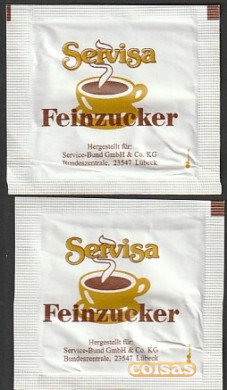 Servisa
Feinzucker
Hergestellt für:
Service-Bund GmbH & Co. KG
Bundeszentrale, 23547 Lübeck
Servisa
Feinzucker
Hergestellt für:
Service-Bund GmbH & Co. KG
Bundeszentrale, 23547 Lübeck
coisas